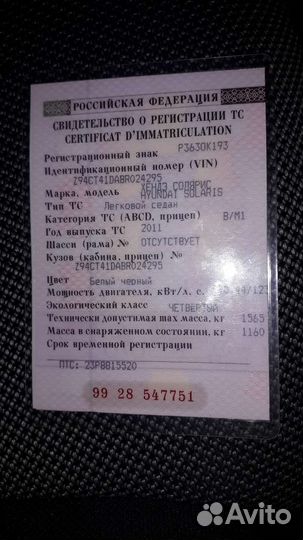 РОССИЙСКАЯ ФЕДЕРАЦИЯ
СВИДЕТЕЛЬСТВО О РЕГИСТРАЦИИ ТС
CERTIFICAT D'IMMATRICULATION
Регистрационный знак Р363ОК193
Идентификационный номер (VIN)
Z94CT41DABR024295
Марка, модель ХЕНДЭ СОЛЯРИС
HYUNDAI SOLARIS
Тип ТС Легковой седан
Категория ТС (ABCD, прицеп) B/M1
Год выпуска ТС 2011
Шасси (рама) № ОТСУТСТВУЕТ
Кузов (кабина, прицеп) №
Z94CT41DABR024295
Цвет Белый черный
Мощность двигателя, кВт/л. с.
Экологический класс ЧЕТВЕРТЫЙ
Технически допустимая max масса, кг 1565
Масса в снаряженном состоянии, кг 1160
Срок временной регистрации
ПТС: 23РВ815520
99 28 547751
Avito